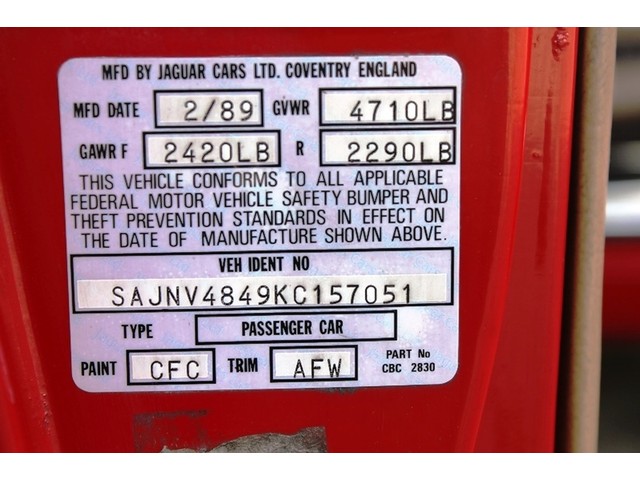 MFD BY JAGUAR CARS LTD. COVENTRY ENGLAND
MFD DATE 2/89 GVWR 4710LB
GAWR F 2420LB R 2290LB
THIS VEHICLE CONFORMS TO ALL APPLICABLE
FEDERAL MOTOR VEHICLE SAFETY BUMPER AND
THEFT PREVENTION STANDARDS IN EFFECT ON
THE DATE OF MANUFACTURE SHOWN ABOVE.
VEH IDENT NO
SAJNV4849KC157051
TYPE PASSENGER CAR
PAINT CFC TRIM AFW PART No
CBC 2830